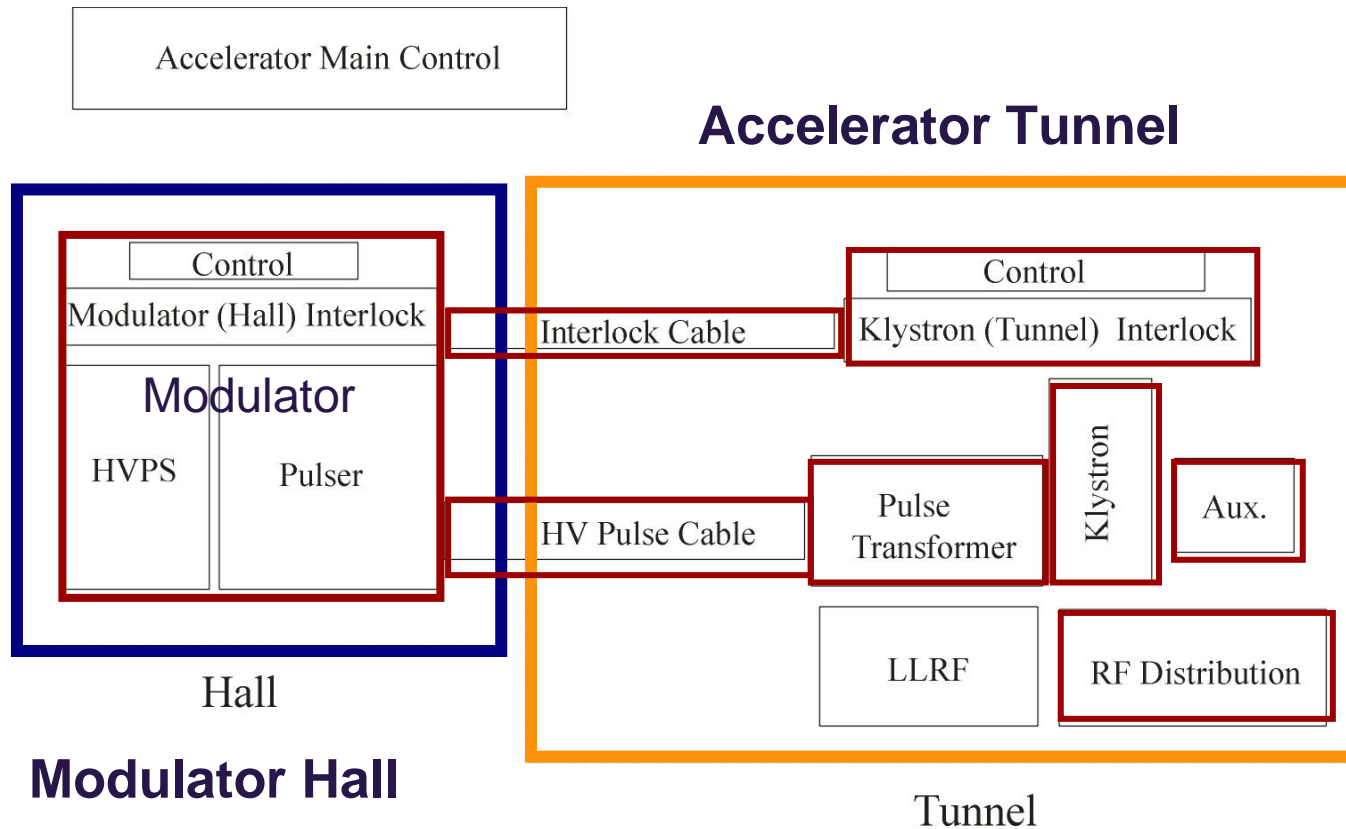 Accelerator Main Control
Accelerator Tunnel
Control
Modulator (Hall) Interlock
Modulator
HVPS
Pulser
Interlock Cable
HV Pulse Cable
Control
Klystron (Tunnel) Interlock
Pulse
Transformer
Klystron
Aux.
LLRF
RF Distribution
Hall
Modulator Hall
Tunnel